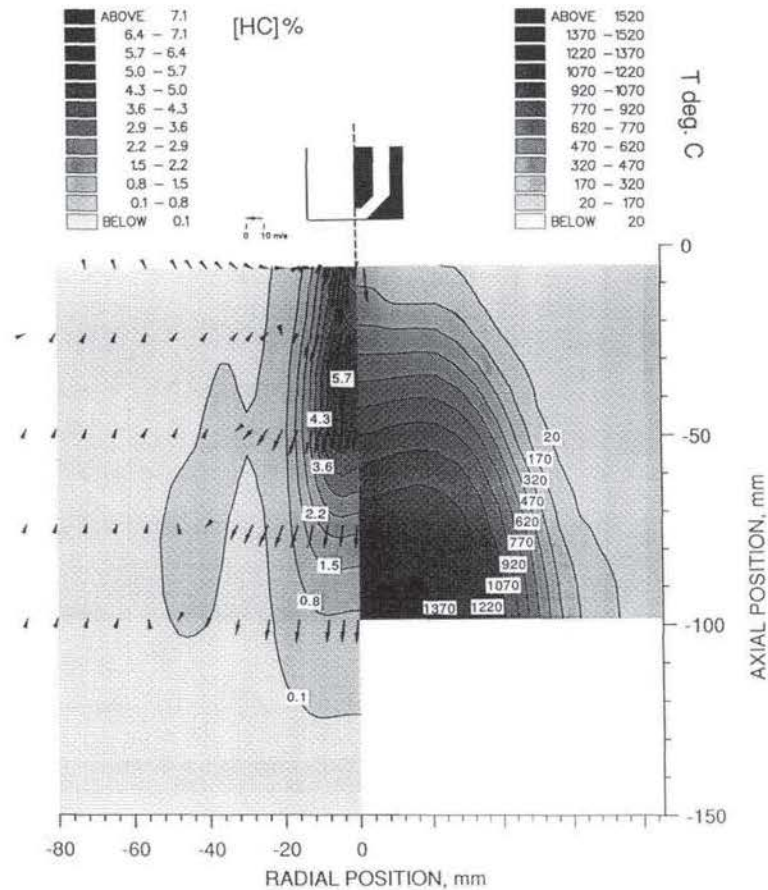 [HC]%
ABOVE 7.1
6.4 – 7.1
5.7 – 6.4
5.0 – 5.7
4.3 – 5.0
3.6 – 4.3
2.9 – 3.6
2.2 – 2.9
1.5 – 2.2
0.8 – 1.5
0.1 – 0.8
BELOW 0.1
0 10 m/s
ABOVE 1520
1370 –1520
1220 –1370
1070 –1220
920 –1070
770 – 920
620 – 770
470 – 620
320 – 470
170 – 320
20 – 170
BELOW 20
T deg. C
5.7
4.3
3.6
2.2
1.5
0.8
0.1
20
170
320
470
620
770
920
1070
1220
1370
0
-50
-100
-150
AXIAL POSITION, mm
-80 -60 -40 -20 0
RADIAL POSITION, mm